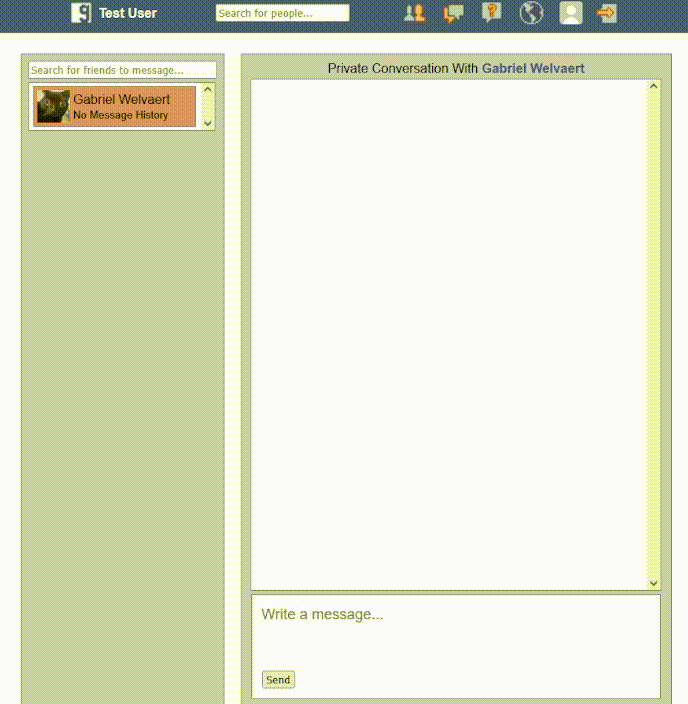 Test User
Search for people...
Search for friends to message...
Gabriel Welvaert
No Message History
Private Conversation With Gabriel Welvaert
Write a message...
Send